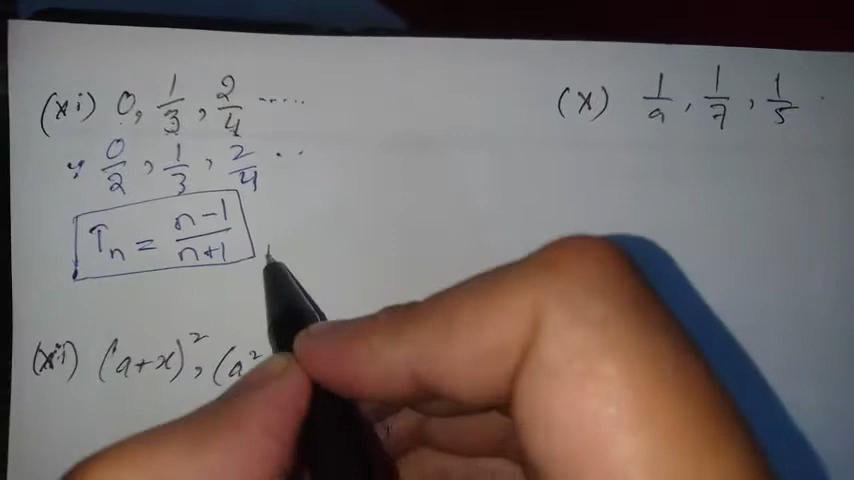 (xi) 0, 1/3, 2/4 .....
0/2, 1/3, 2/4 ..
Tn = n-1/n+1
(xii) (a+x)², (a²
(x) 1/9, 1/7, 1/5 .